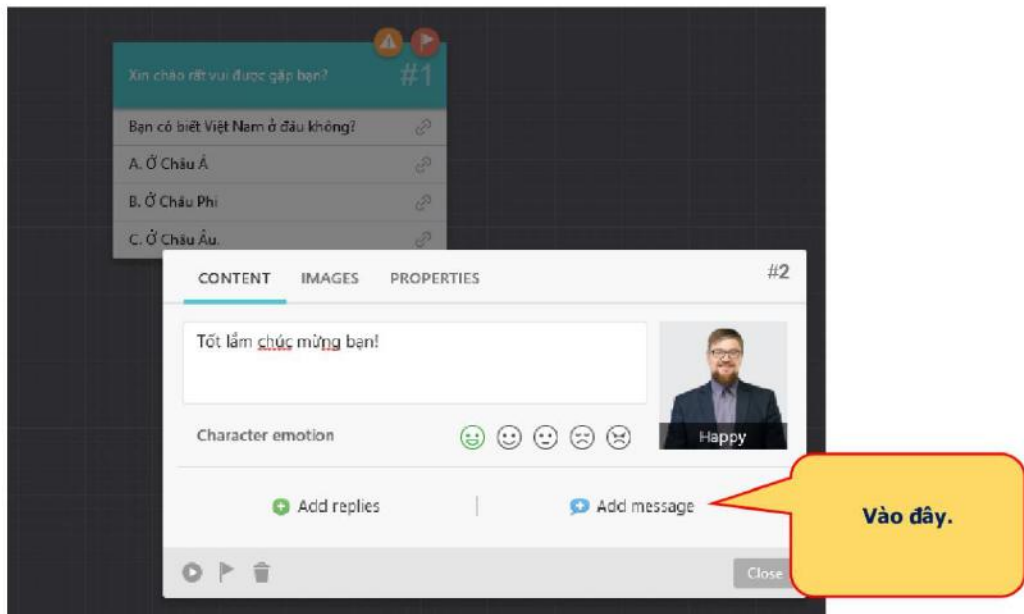 Xin chào rất vui được gặp bạn?
#1
Bạn có biết Việt Nam ở đâu không?
A. Ở Châu Á
B. Ở Châu Phi
C. Ở Châu Âu.
CONTENT IMAGES PROPERTIES #2
Tốt lắm chúc mừng bạn!
Character emotion
Happy
Add replies
Add message
Vào đây.
Close